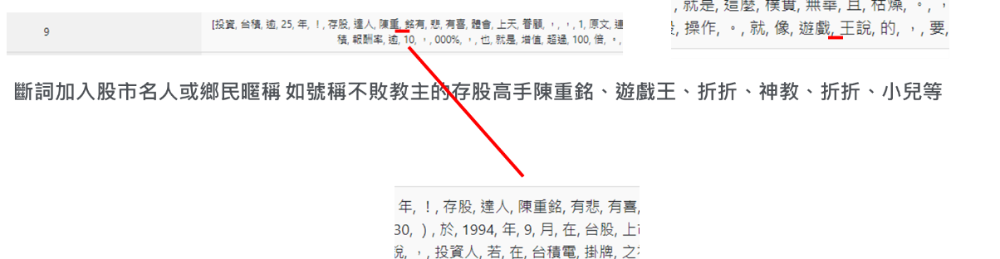 9
[投資, 台積, 逾, 25, 年, ！, 存股, 達人, 陳重, 銘有, 悲, 有喜, 體會, 上天, 眷顧, ，, ，, 1, 原文, 連
積, 報酬率, 逾, 10, ，, 000%, ，, 也, 就是, 增值, 超過, 100, 倍, 。,
, 就是, 這麼, 樸實, 無華, 且, 枯燥, 。, ，
, 操作, 。, 就, 像, 遊戲, 王說, 的, ，, 要,
斷詞加入股市名人或鄉民暱稱 如號稱不敗教主的存股高手陳重銘、遊戲王、折折、神教、折折、小兒等
年, ！, 存股, 達人, 陳重銘, 有悲, 有喜,
30, ), 於, 1994, 年, 9, 月, 在, 台股, 上
說, ，, 投資人, 若, 在, 台積電, 掛牌, 之